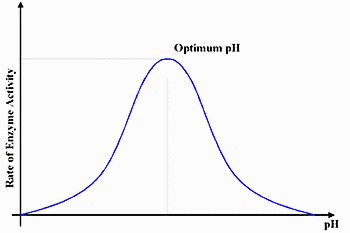 Optimum pH
Rate of Enzyme Activity
pH